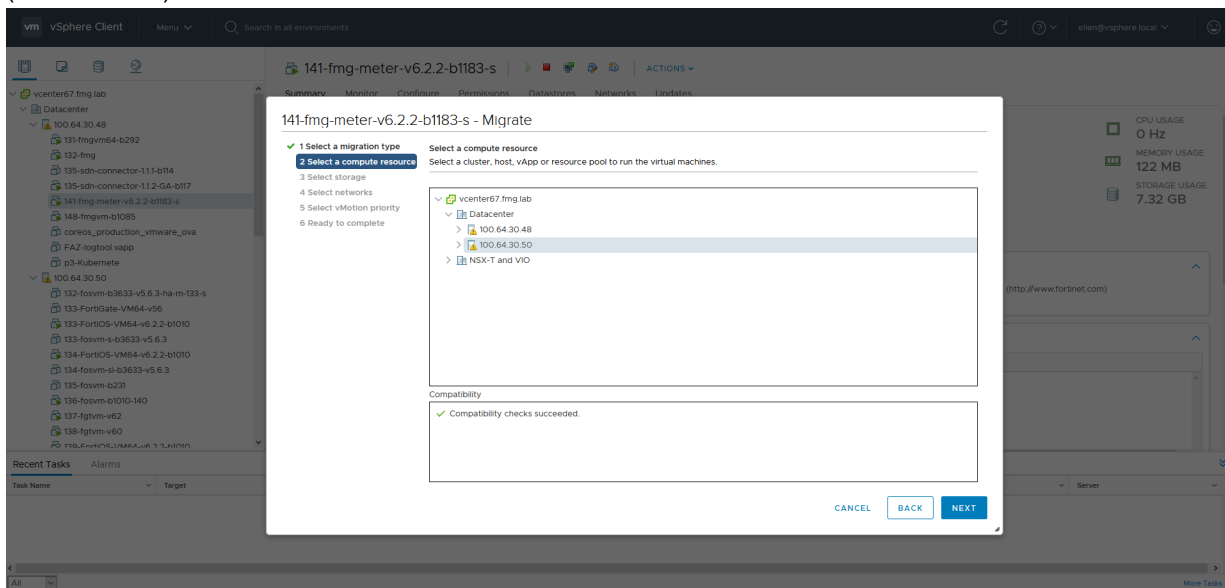 vm vSphere Client Menu Search in all environments ellen@vsphere.local
141-fmg-meter-v6.2.2-b1183-s ACTIONS
Summary Monitor Configure Permissions Datastores Networks Updates
vcenter67.fmg.lab
Datacenter
100.64.30.48
131-fmgvm64-b292
132-fmg
135-sdn-connector-1.1.1-b114
135-sdn-connector-1.1.2-GA-b117
141-fmg-meter-v6.2.2-b1183-s
148-fmgvm-b1085
coreos_production_vmware_ova
FAZ-logtool.vapp
p3-Kubernete
100.64.30.50
132-fosvm-b3633-v5.6.3-ha-m-133-s
133-FortiGate-VM64-v56
133-FortiOS-VM64-v6.2.2-b1010
133-fosvm-s-b3633-v5.6.3
134-FortiOS-VM64-v6.2.2-b1010
134-fosvm-sl-b3633-v5.6.3
135-fosvm-b231
136-fosvm-b1010-140
137-fgtvm-v62
138-fgtvm-v60
139-FortiOS-VM64-v6.2.2-b1010
141-fmg-meter-v6.2.2-b1183-s - Migrate
1 Select a migration type
2 Select a compute resource
3 Select storage
4 Select networks
5 Select vMotion priority
6 Ready to complete
Select a compute resource
Select a cluster, host, vApp or resource pool to run the virtual machines.
vcenter67.fmg.lab
Datacenter
100.64.30.48
100.64.30.50
NSX-T and VIO
Compatibility
Compatibility checks succeeded.
CANCEL BACK NEXT
CPU USAGE
0 Hz
MEMORY USAGE
122 MB
STORAGE USAGE
7.32 GB
(http://www.fortinet.com)
Recent Tasks Alarms
Task Name Target Server
All More Tasks